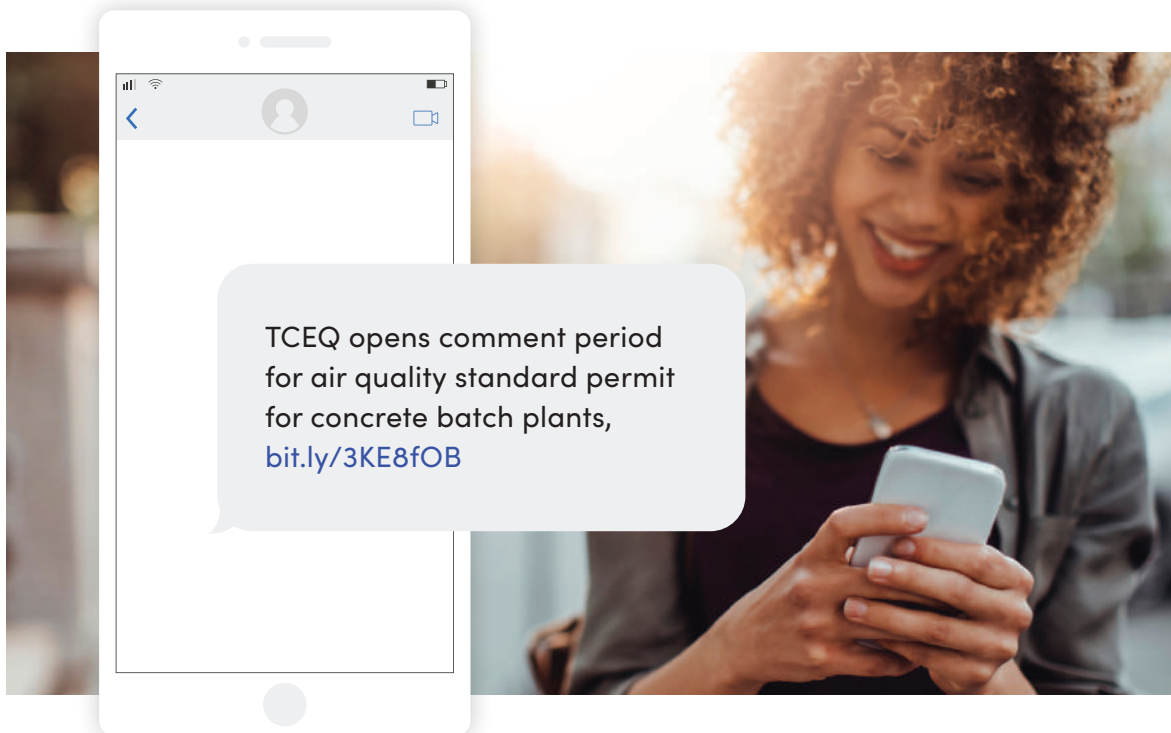 TCEQ opens comment period
for air quality standard permit
for concrete batch plants,
bit.ly/3KE8fOB